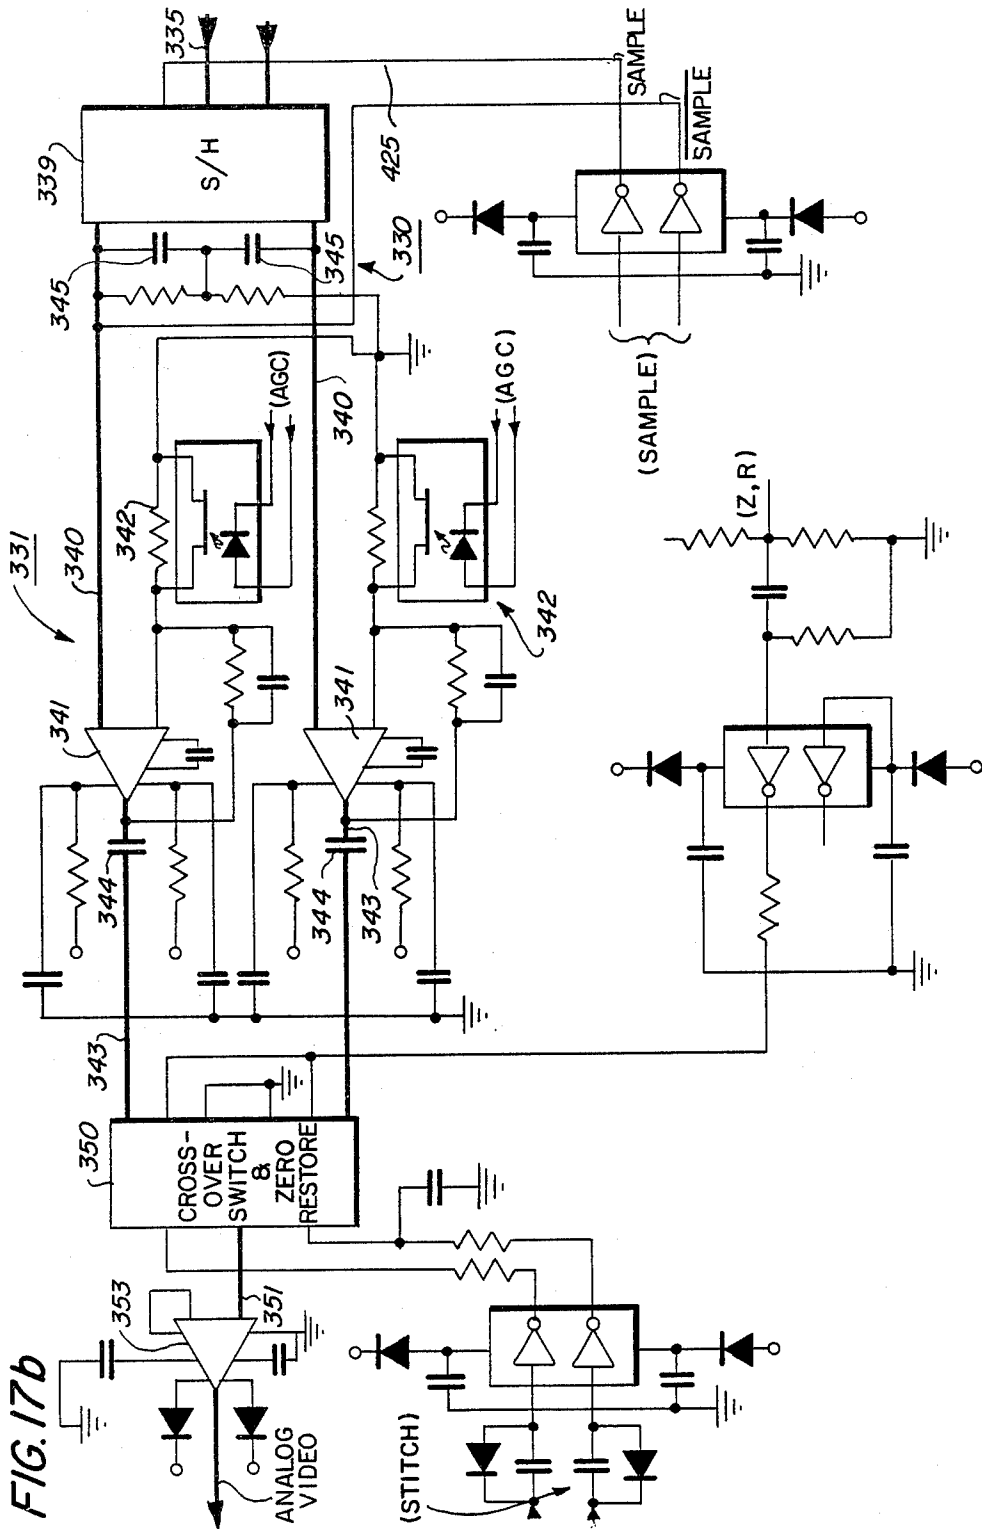 FIG. 17b
335
339
S/H
345
345
330
425
SAMPLE
SAMPLE
(SAMPLE)
331
340
340
342
(AGC)
(AGC)
342
341
341
344
344
343
343
(Z,R)
350
CROSS-
OVER
SWITCH
&
ZERO
RESTORE
353
351
ANALOG
VIDEO
(STITCH)